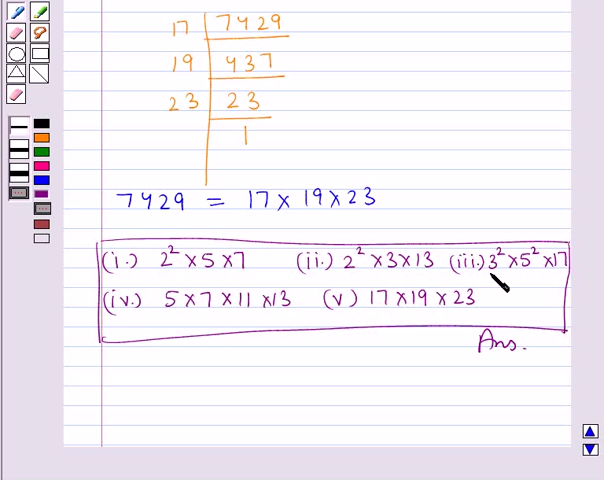 17 | 7429
19 | 437
23 | 23
1
7429 = 17 × 19 × 23
(i.) 2² × 5 × 7 (ii.) 2² × 3 × 13 (iii.) 3² × 5² × 17
(iv.) 5 × 7 × 11 × 13 (v) 17 × 19 × 23
Ans.